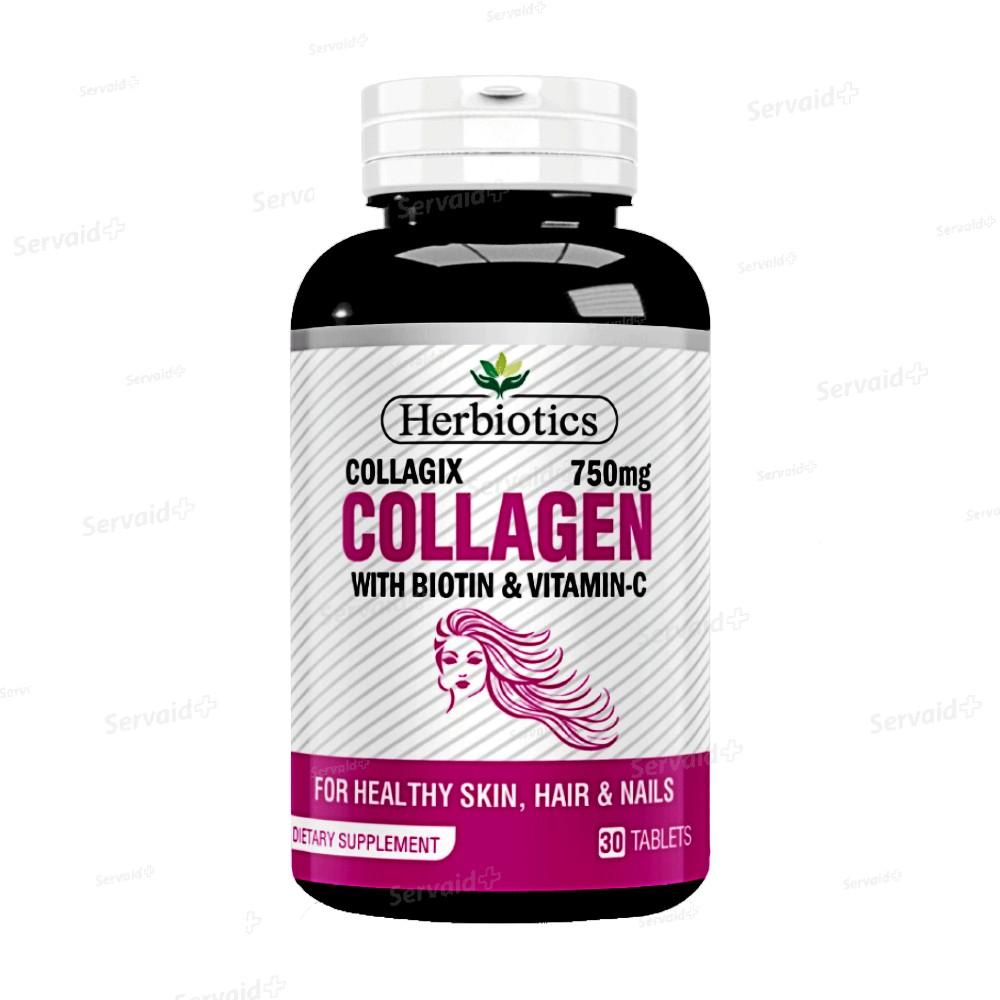 Herbiotics
COLLAGIX 750mg
COLLAGEN
WITH BIOTIN & VITAMIN-C
FOR HEALTHY SKIN, HAIR & NAILS
DIETARY SUPPLEMENT
30 TABLETS
Servaid+